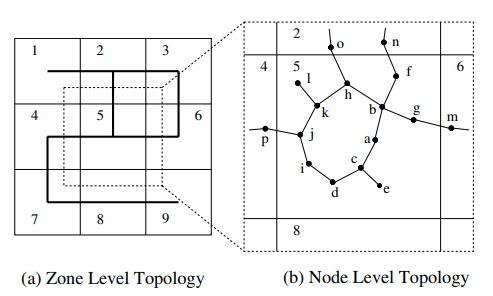 1 2 3
4 5 6
7 8 9
(a) Zone Level Topology
2 o n
4 5 l f 6
h
k b g m
p j a
i c
d e
8
(b) Node Level Topology